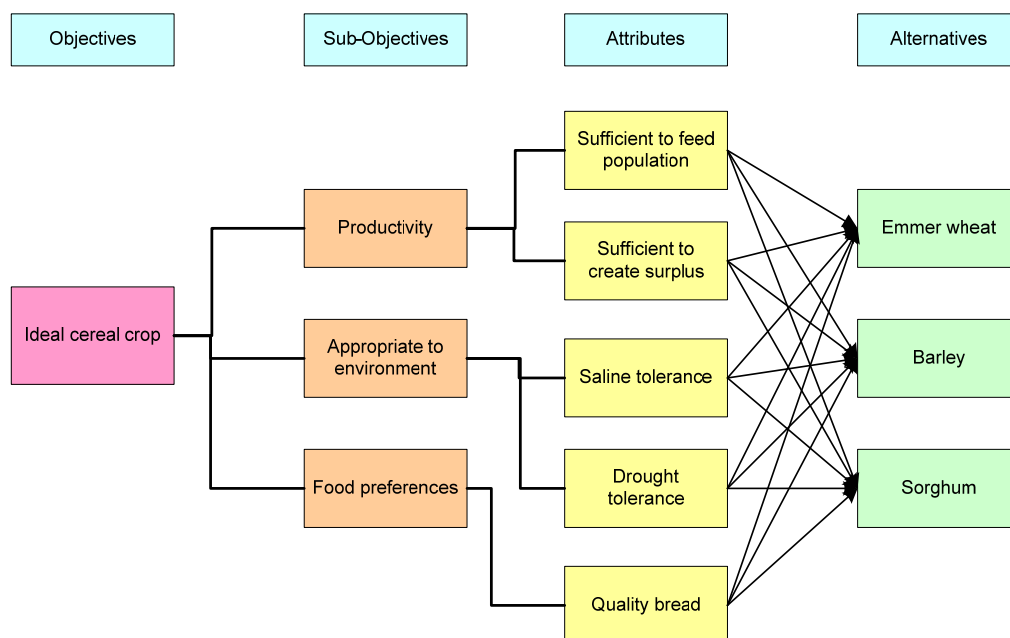 Objectives
Sub-Objectives
Attributes
Alternatives
Sufficient to feed
population
Productivity
Emmer wheat
Sufficient to
create surplus
Ideal cereal crop
Appropriate to
environment
Saline tolerance
Barley
Food preferences
Drought
tolerance
Sorghum
Quality bread